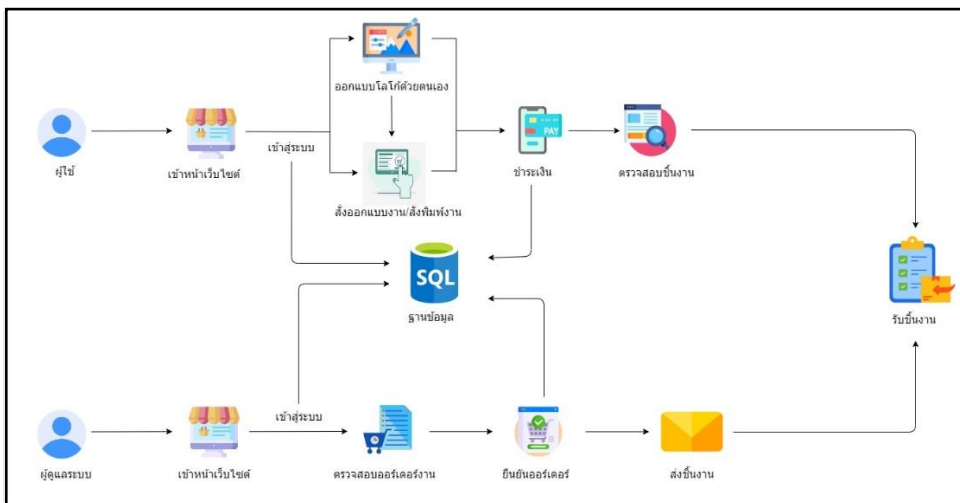 ออกแบบโลโก้ด้วยตนเอง
PAY
เข้าสู่ระบบ
ผู้ใช้
เข้าหน้าเว็บไซต์
ชำระเงิน
ตรวจสอบชิ้นงาน
สั่งออกแบบงาน/สั่งพิมพ์งาน
SQL
ฐานข้อมูล
รับชิ้นงาน
เข้าสู่ระบบ
ผู้ดูแลระบบ
เข้าหน้าเว็บไซต์
ตรวจสอบออร์เดอร์งาน
ยืนยันออร์เดอร์
ส่งชิ้นงาน